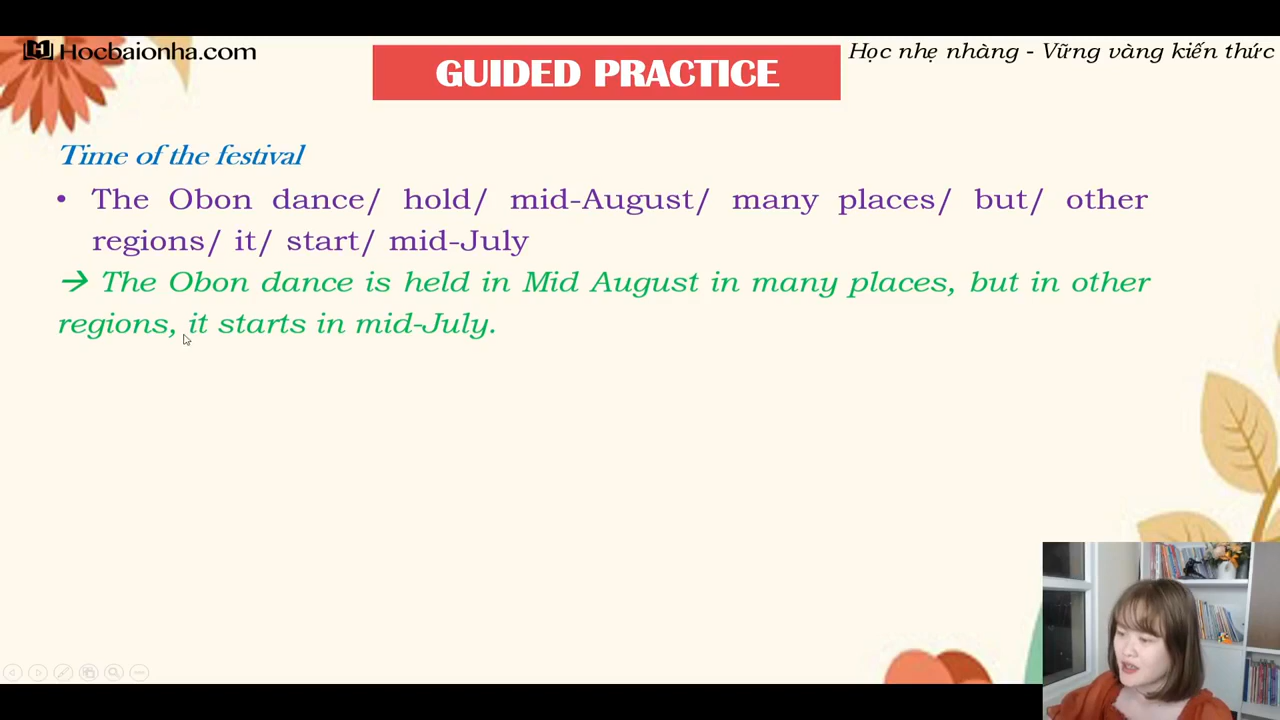 Hocbaionha.com
GUIDED PRACTICE
Học nhẹ nhàng - Vững vàng kiến thức
Time of the festival
• The Obon dance/ hold/ mid-August/ many places/ but/ other
regions/ it/ start/ mid-July
→ The Obon dance is held in Mid August in many places, but in other
regions, it starts in mid-July.